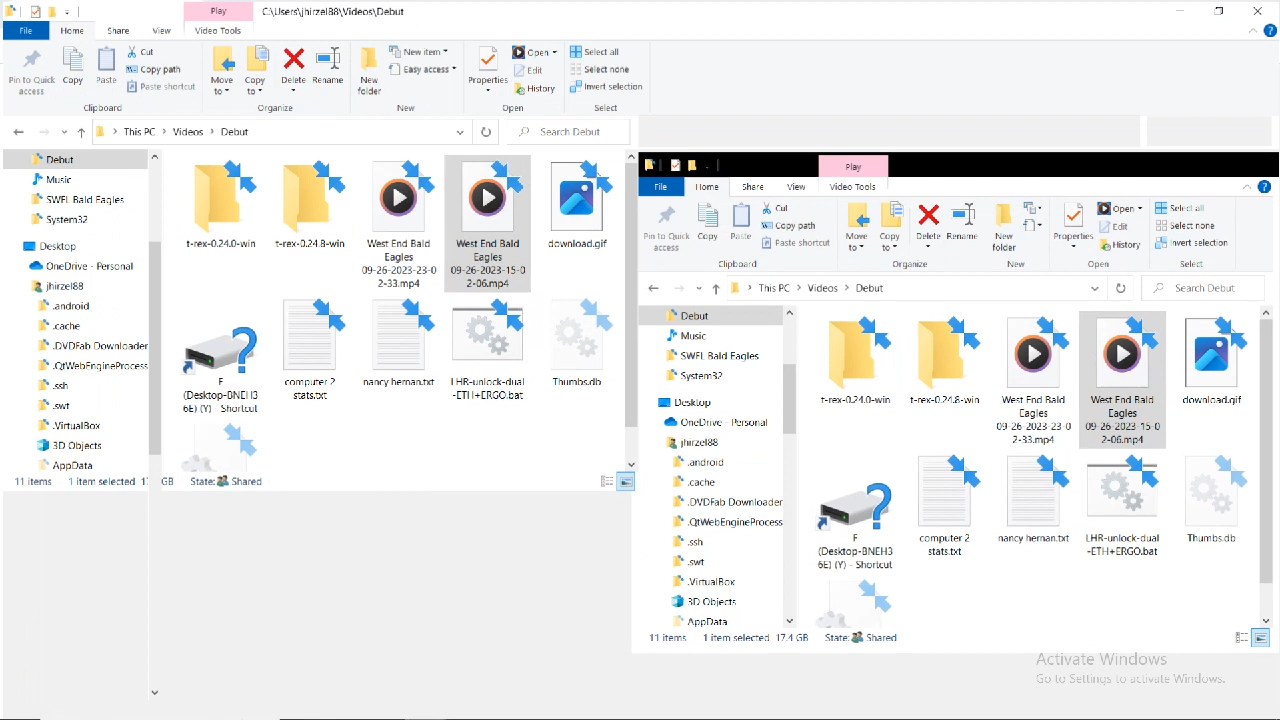 Play
C:\Users\jhirzel88\Videos\Debut
File
Home
Share
View
Video Tools
Pin to Quick access
Copy
Paste
Cut
Copy path
Paste shortcut
Move to
Copy to
Delete
Rename
New folder
New item
Easy access
Properties
Open
Edit
History
Select all
Select none
Invert selection
Clipboard
Organize
New
Open
Select
This PC > Videos > Debut
Search Debut
Debut
Music
SWFL Bald Eagles
System32
Desktop
OneDrive - Personal
jhirzel88
.android
.cache
.DVDFab Downloader
.QtWebEngineProcess
.ssh
.swt
.VirtualBox
3D Objects
AppData
t-rex-0.24.0-win
t-rex-0.24.8-win
West End Bald
Eagles
09-26-2023-23-0
2-33.mp4
West End Bald
Eagles
09-26-2023-15-0
2-06.mp4
download.gif
F
(Desktop-BNEH3
6E) (Y) - Shortcut
computer 2
stats.txt
nancy hernan.txt
LHR-unlock-dual
-ETH+ERGO.bat
Thumbs.db
11 items
1 item selected
GB
State: Shared
Play
File
Home
Share
View
Video Tools
Pin to Quick access
Copy
Paste
Cut
Copy path
Paste shortcut
Move to
Copy to
Delete
Rename
New folder
Properties
Open
Edit
History
Select all
Select none
Invert selection
Clipboard
Organize
New
Open
Select
This PC > Videos > Debut
Search Debut
Debut
Music
SWFL Bald Eagles
System32
Desktop
OneDrive - Personal
jhirzel88
.android
.cache
.DVDFab Downloader
.QtWebEngineProcess
.ssh
.swt
.VirtualBox
3D Objects
AppData
t-rex-0.24.0-win
t-rex-0.24.8-win
West End Bald
Eagles
09-26-2023-23-0
2-33.mp4
West End Bald
Eagles
09-26-2023-15-0
2-06.mp4
download.gif
F
(Desktop-BNEH3
6E) (Y) - Shortcut
computer 2
stats.txt
nancy hernan.txt
LHR-unlock-dual
-ETH+ERGO.bat
Thumbs.db
11 items
1 item selected 17.4 GB
State: Shared
Activate Windows
Go to Settings to activate Windows.